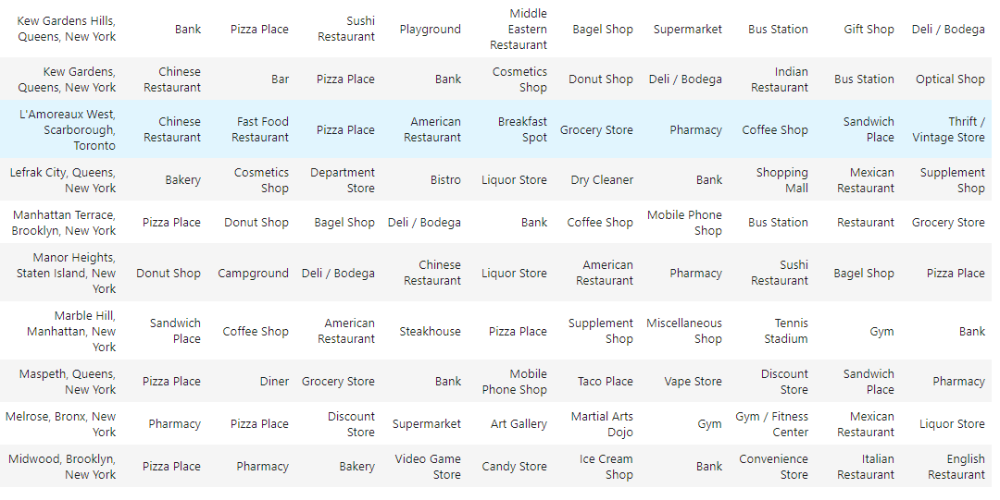 Kew Gardens Hills, Queens, New York Bank Pizza Place Sushi Restaurant Playground Middle Eastern Restaurant Bagel Shop Supermarket Bus Station Gift Shop Deli / Bodega
Kew Gardens, Queens, New York Chinese Restaurant Bar Pizza Place Bank Cosmetics Shop Donut Shop Deli / Bodega Indian Restaurant Bus Station Optical Shop
L'Amoreaux West, Scarborough, Toronto Chinese Restaurant Fast Food Restaurant Pizza Place American Restaurant Breakfast Spot Grocery Store Pharmacy Coffee Shop Sandwich Place Thrift / Vintage Store
Lefrak City, Queens, New York Bakery Cosmetics Shop Department Store Bistro Liquor Store Dry Cleaner Bank Shopping Mall Mexican Restaurant Supplement Shop
Manhattan Terrace, Brooklyn, New York Pizza Place Donut Shop Bagel Shop Deli / Bodega Bank Coffee Shop Mobile Phone Shop Bus Station Restaurant Grocery Store
Manor Heights, Staten Island, New York Donut Shop Campground Deli / Bodega Chinese Restaurant Liquor Store American Restaurant Pharmacy Sushi Restaurant Bagel Shop Pizza Place
Marble Hill, Manhattan, New York Sandwich Place Coffee Shop American Restaurant Steakhouse Pizza Place Supplement Shop Miscellaneous Shop Tennis Stadium Gym Bank
Maspeth, Queens, New York Pizza Place Diner Grocery Store Bank Mobile Phone Shop Taco Place Vape Store Discount Store Sandwich Place Pharmacy
Melrose, Bronx, New York Pharmacy Pizza Place Discount Store Supermarket Art Gallery Martial Arts Dojo Gym Gym / Fitness Center Mexican Restaurant Liquor Store
Midwood, Brooklyn, New York Pizza Place Pharmacy Bakery Video Game Store Candy Store Ice Cream Shop Bank Convenience Store Italian Restaurant English Restaurant